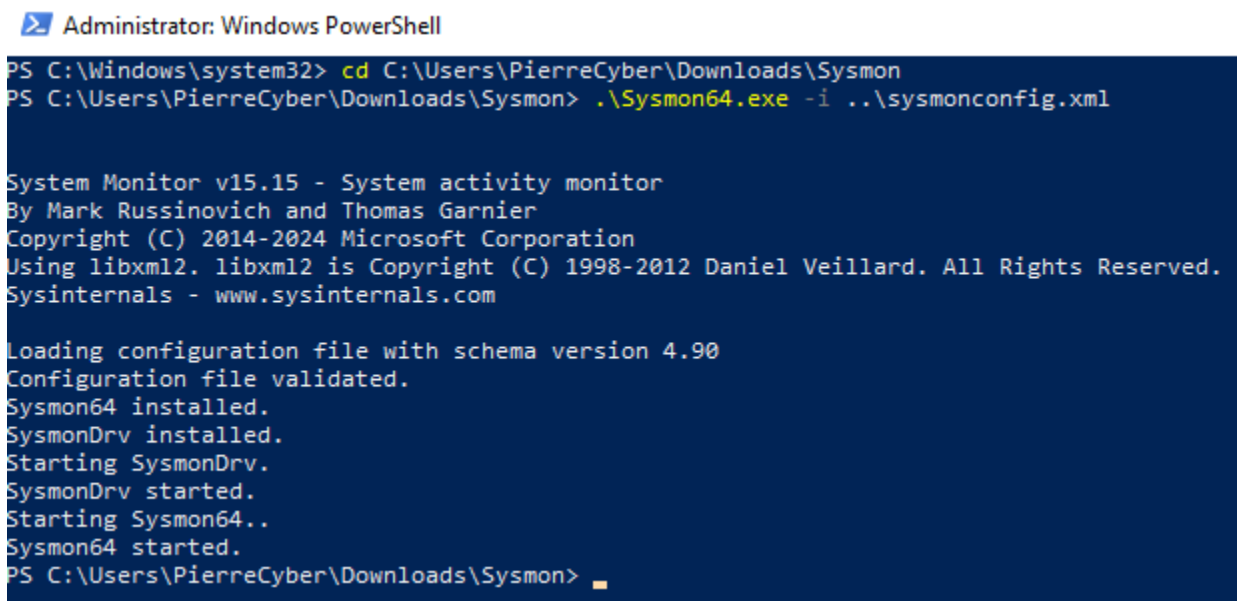 Administrator: Windows PowerShell
PS C:\Windows\system32> cd C:\Users\PierreCyber\Downloads\Sysmon
PS C:\Users\PierreCyber\Downloads\Sysmon> .\Sysmon64.exe -i ..\sysmonconfig.xml
System Monitor v15.15 - System activity monitor
By Mark Russinovich and Thomas Garnier
Copyright (C) 2014-2024 Microsoft Corporation
Using libxml2. libxml2 is Copyright (C) 1998-2012 Daniel Veillard. All Rights Reserved.
Sysinternals - www.sysinternals.com
Loading configuration file with schema version 4.90
Configuration file validated.
Sysmon64 installed.
SysmonDrv installed.
Starting SysmonDrv.
SysmonDrv started.
Starting Sysmon64..
Sysmon64 started.
PS C:\Users\PierreCyber\Downloads\Sysmon>